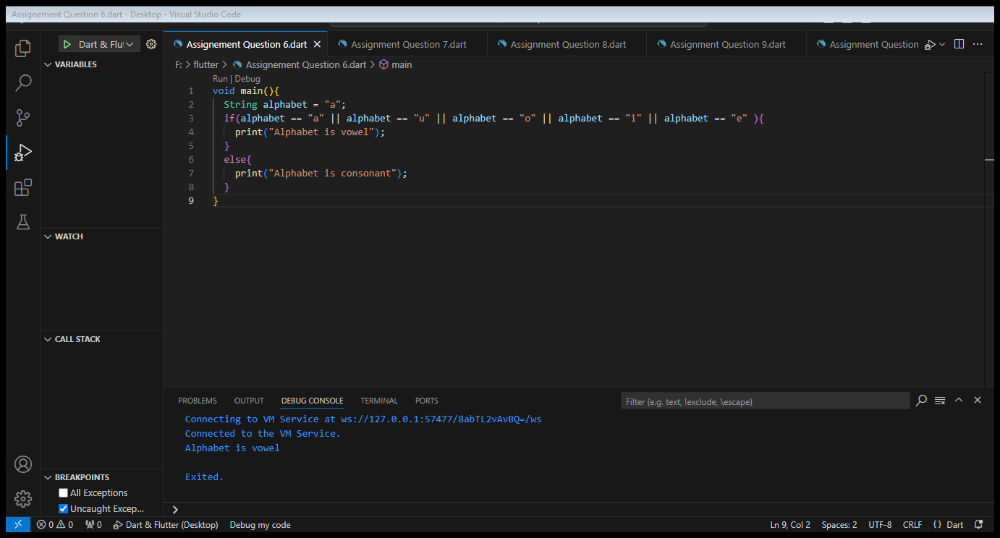 Assignement Question 6.dart - Desktop - Visual Studio Code
Dart & Flut
Assignement Question 6.dart
Assignment Question 7.dart
Assignment Question 8.dart
Assignment Question 9.dart
Assignment Question
VARIABLES
F: > flutter > Assignement Question 6.dart > main
Run | Debug
1 void main(){
2 String alphabet = "a";
3 if(alphabet == "a" || alphabet == "u" || alphabet == "o" || alphabet == "i" || alphabet == "e" ){
4 print("Alphabet is vowel");
5 }
6 else{
7 print("Alphabet is consonant");
8 }
9 }
WATCH
CALL STACK
BREAKPOINTS
All Exceptions
Uncaught Excep...
PROBLEMS OUTPUT DEBUG CONSOLE TERMINAL PORTS
Filter (e.g. text, !exclude, \escape)
Connecting to VM Service at ws://127.0.0.1:57477/8abTL2vAvBQ=/ws
Connected to the VM Service.
Alphabet is vowel
Exited.
0 0 0 Dart & Flutter (Desktop) Debug my code Ln 9, Col 2 Spaces: 2 UTF-8 CRLF {} Dart